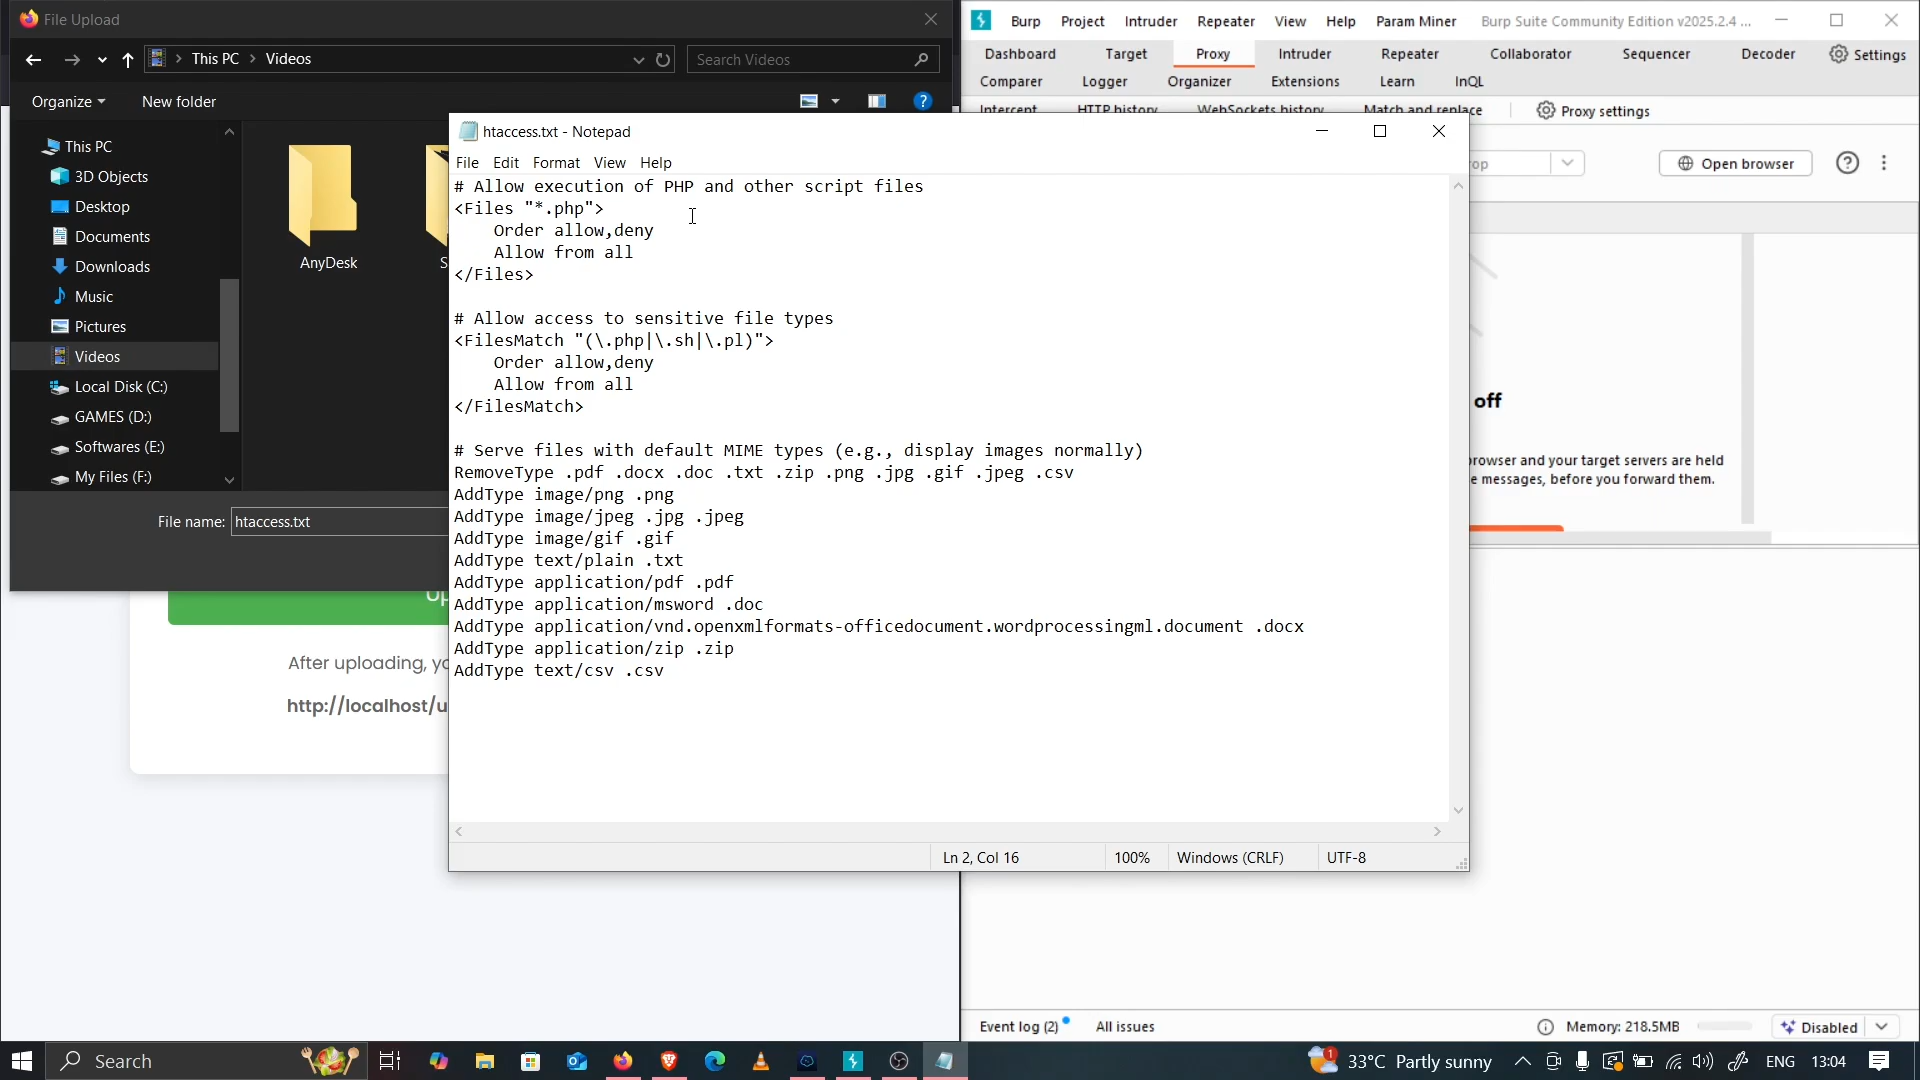 File Upload
This PC > Videos
Search Videos
Organize
New folder
This PC
3D Objects
Desktop
Documents
Downloads
Music
Pictures
Videos
Local Disk (C:)
GAMES (D:)
Softwares (E:)
My Files (F:)
AnyDesk
S
File name: htaccess.txt
Up
After uploading, yo
http://localhost/u
htaccess.txt - Notepad
File Edit Format View Help
# Allow execution of PHP and other script files
<Files "*.php">
    Order allow,deny
    Allow from all
</Files>
# Allow access to sensitive file types
<FilesMatch "(\.php|\.sh|\.pl)">
    Order allow,deny
    Allow from all
</FilesMatch>
# Serve files with default MIME types (e.g., display images normally)
RemoveType .pdf .docx .doc .txt .zip .png .jpg .gif .jpeg .csv
AddType image/png .png
AddType image/jpeg .jpg .jpeg
AddType image/gif .gif
AddType text/plain .txt
AddType application/pdf .pdf
AddType application/msword .doc
AddType application/vnd.openxmlformats-officedocument.wordprocessingml.document .docx
AddType application/zip .zip
AddType text/csv .csv
Ln 2, Col 16
100%
Windows (CRLF)
UTF-8
Burp Project Intruder Repeater View Help Param Miner Burp Suite Community Edition v2025.2.4 ...
Dashboard Target Proxy Intruder Repeater Collaborator Sequencer Decoder Settings
Comparer Logger Organizer Extensions Learn InQL
Intercept HTTP history WebSockets history Match and replace Proxy settings
op
Open browser
off
rowser and your target servers are held
e messages, before you forward them.
Event log (2) All issues
Memory: 218.5MB
Disabled
Search
1
33°C Partly sunny
ENG
13:04